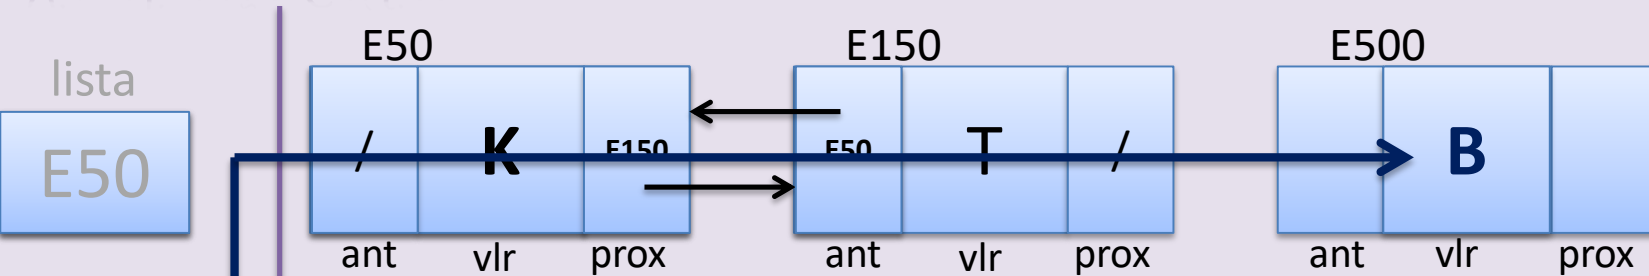 E50 E150 E500
lista
/ K E150 E50 T / B
E50
ant vlr prox ant vlr prox ant vlr prox